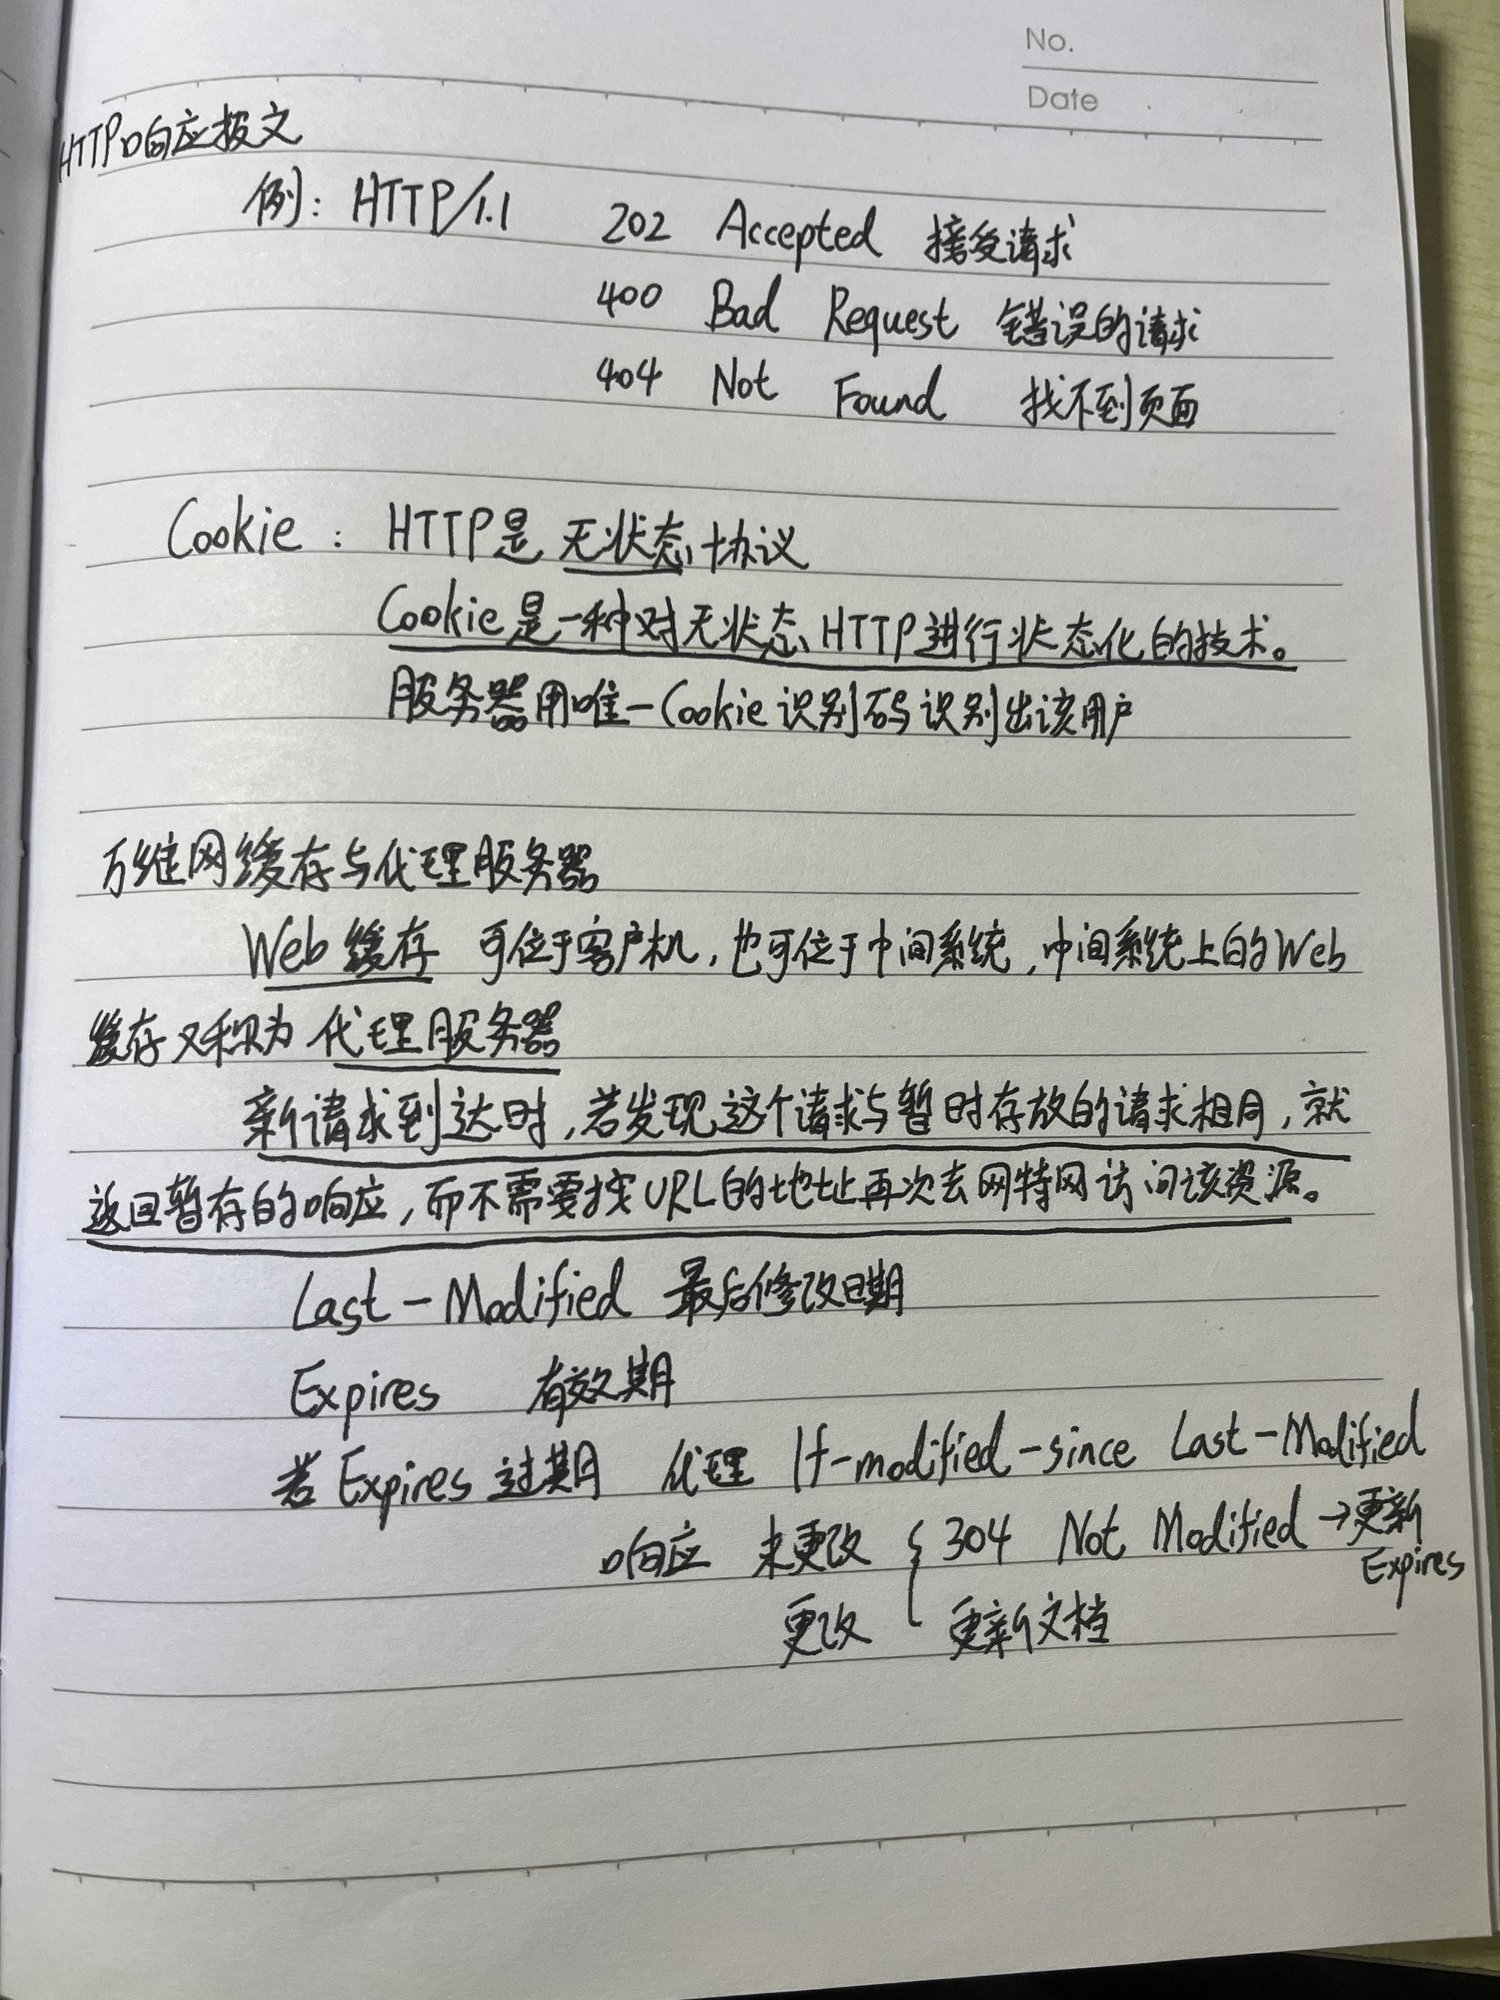 No.
Date
HTTP响应报文
例: HTTP/1.1 202 Accepted 接受请求
400 Bad Request 错误的请求
404 Not Found 找不到页面
Cookie : HTTP是 无状态 协议
Cookie是一种对无状态HTTP进行状态化的技术。
服务器用唯一Cookie识别码识别出该用户
万维网缓存与代理服务器
Web 缓存 可位于客户机,也可位于中间系统,中间系统上的Web
缓存又称为 代理服务器
新请求到达时,若发现这个请求与暂时存放的请求相同,就
返回暂存的响应,而不需要按URL的地址再次去因特网访问该资源。
Last-Modified 最后修改日期
Expires 有效期
若Expires过期 代理 If-modified-since Last-Modified
响应 未更改 { 304 Not Modified →更新
Expires
更改 更新文档